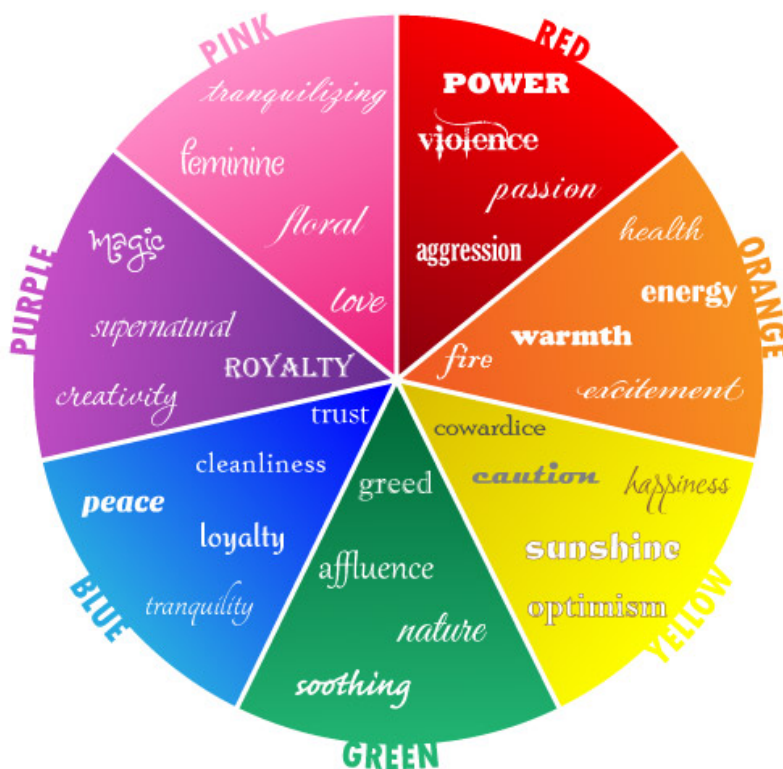 PINK
tranquilizing
feminine
floral
love
RED
POWER
violence
passion
aggression
ORANGE
health
energy
warmth
fire
excitement
YELLOW
cowardice
caution
happiness
sunshine
optimism
GREEN
greed
affluence
nature
soothing
BLUE
trust
cleanliness
peace
loyalty
tranquility
PURPLE
magic
supernatural
ROYALTY
creativity